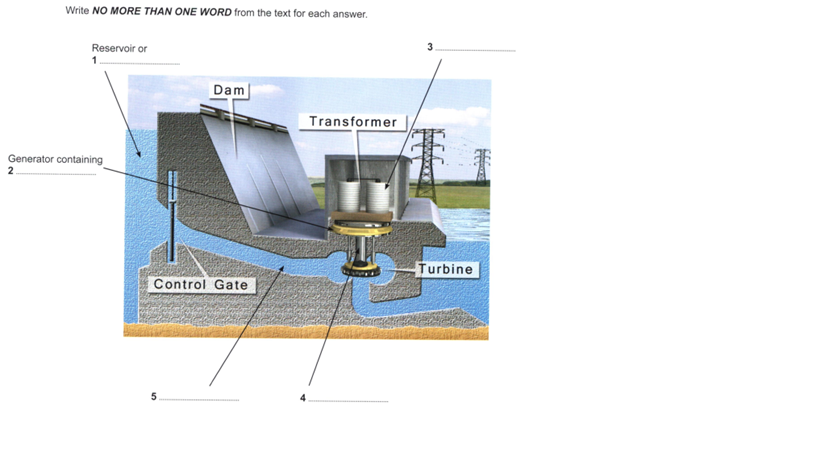 Write NO MORE THAN ONE WORD from the text for each answer.
Reservoir or
1
3
Dam
Transformer
Generator containing
2
Turbine
Control Gate
5
4